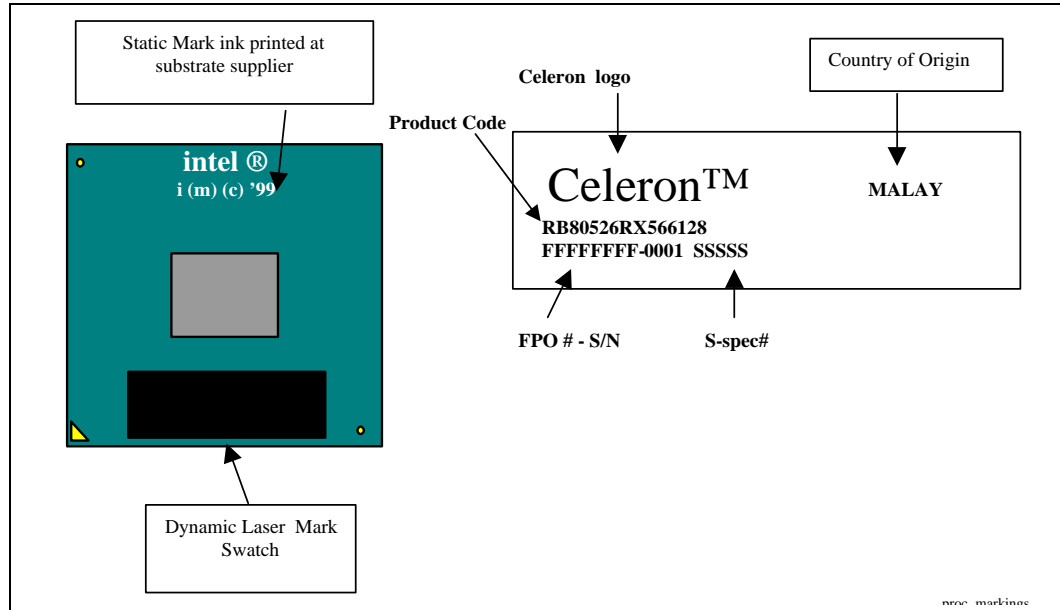 Static Mark ink printed at
substrate supplier
intel ®
i (m) (c) ’99
Dynamic Laser Mark
Swatch
Celeron logo
Country of Origin
Product Code
Celeron™
MALAY
RB80526RX566128
FFFFFFFF-0001 SSSSS
FPO # - S/N
S-spec#
proc_markings